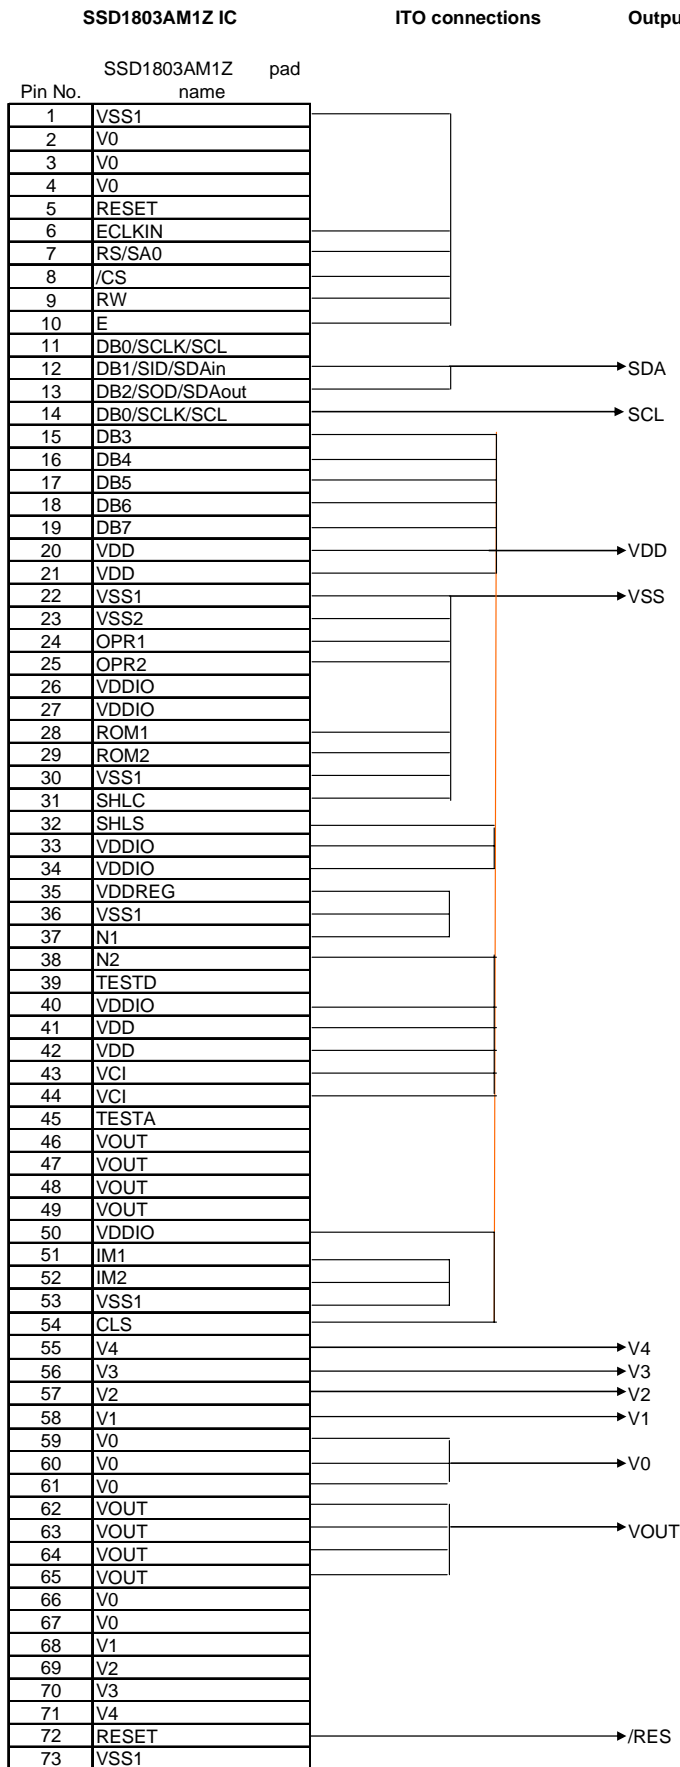 SSD1803AM1Z IC ITO connections Outpu
SSD1803AM1Z pad
Pin No. name
1 VSS1
2 V0
3 V0
4 V0
5 RESET
6 ECLKIN
7 RS/SA0
8 /CS
9 RW
10 E
11 DB0/SCLK/SCL
12 DB1/SID/SDAin SDA
13 DB2/SOD/SDAout
14 DB0/SCLK/SCL SCL
15 DB3
16 DB4
17 DB5
18 DB6
19 DB7
20 VDD VDD
21 VDD
22 VSS1 VSS
23 VSS2
24 OPR1
25 OPR2
26 VDDIO
27 VDDIO
28 ROM1
29 ROM2
30 VSS1
31 SHLC
32 SHLS
33 VDDIO
34 VDDIO
35 VDDREG
36 VSS1
37 N1
38 N2
39 TESTD
40 VDDIO
41 VDD
42 VDD
43 VCI
44 VCI
45 TESTA
46 VOUT
47 VOUT
48 VOUT
49 VOUT
50 VDDIO
51 IM1
52 IM2
53 VSS1
54 CLS
55 V4 V4
56 V3 V3
57 V2 V2
58 V1 V1
59 V0
60 V0 V0
61 V0
62 VOUT
63 VOUT VOUT
64 VOUT
65 VOUT
66 V0
67 V0
68 V1
69 V2
70 V3
71 V4
72 RESET /RES
73 VSS1